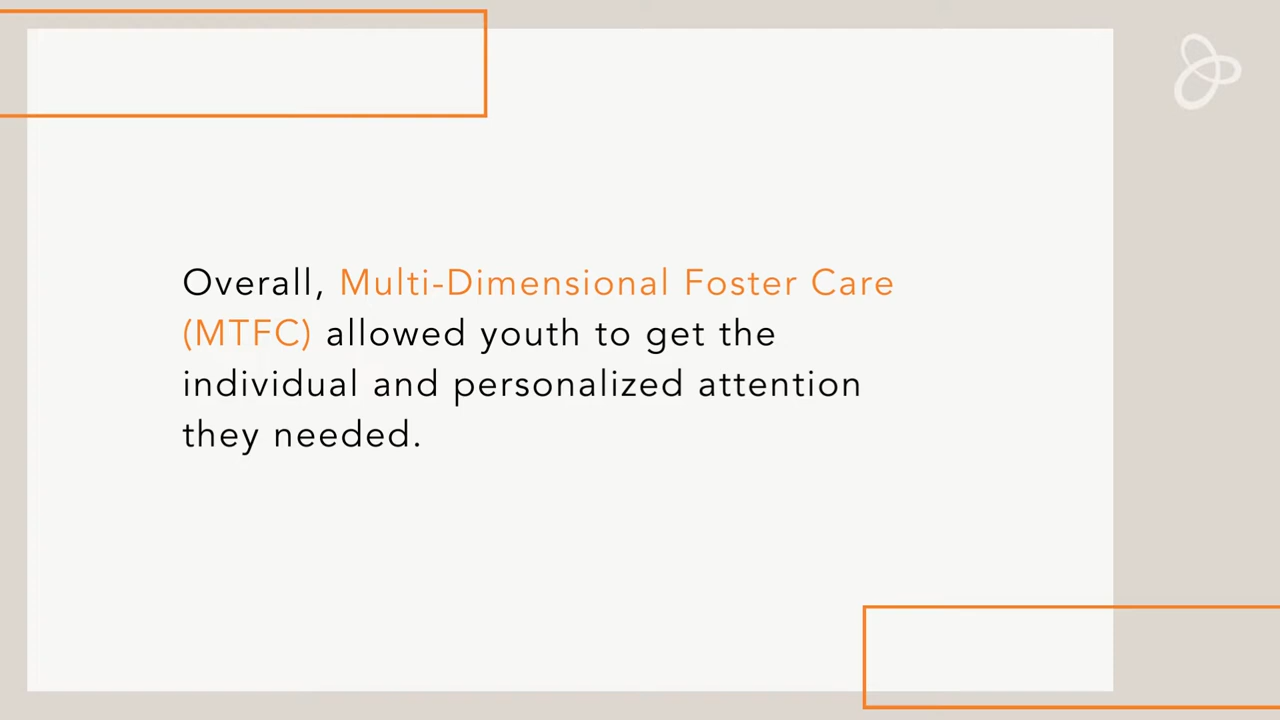 Overall, Multi-Dimensional Foster Care
(MTFC) allowed youth to get the
individual and personalized attention
they needed.